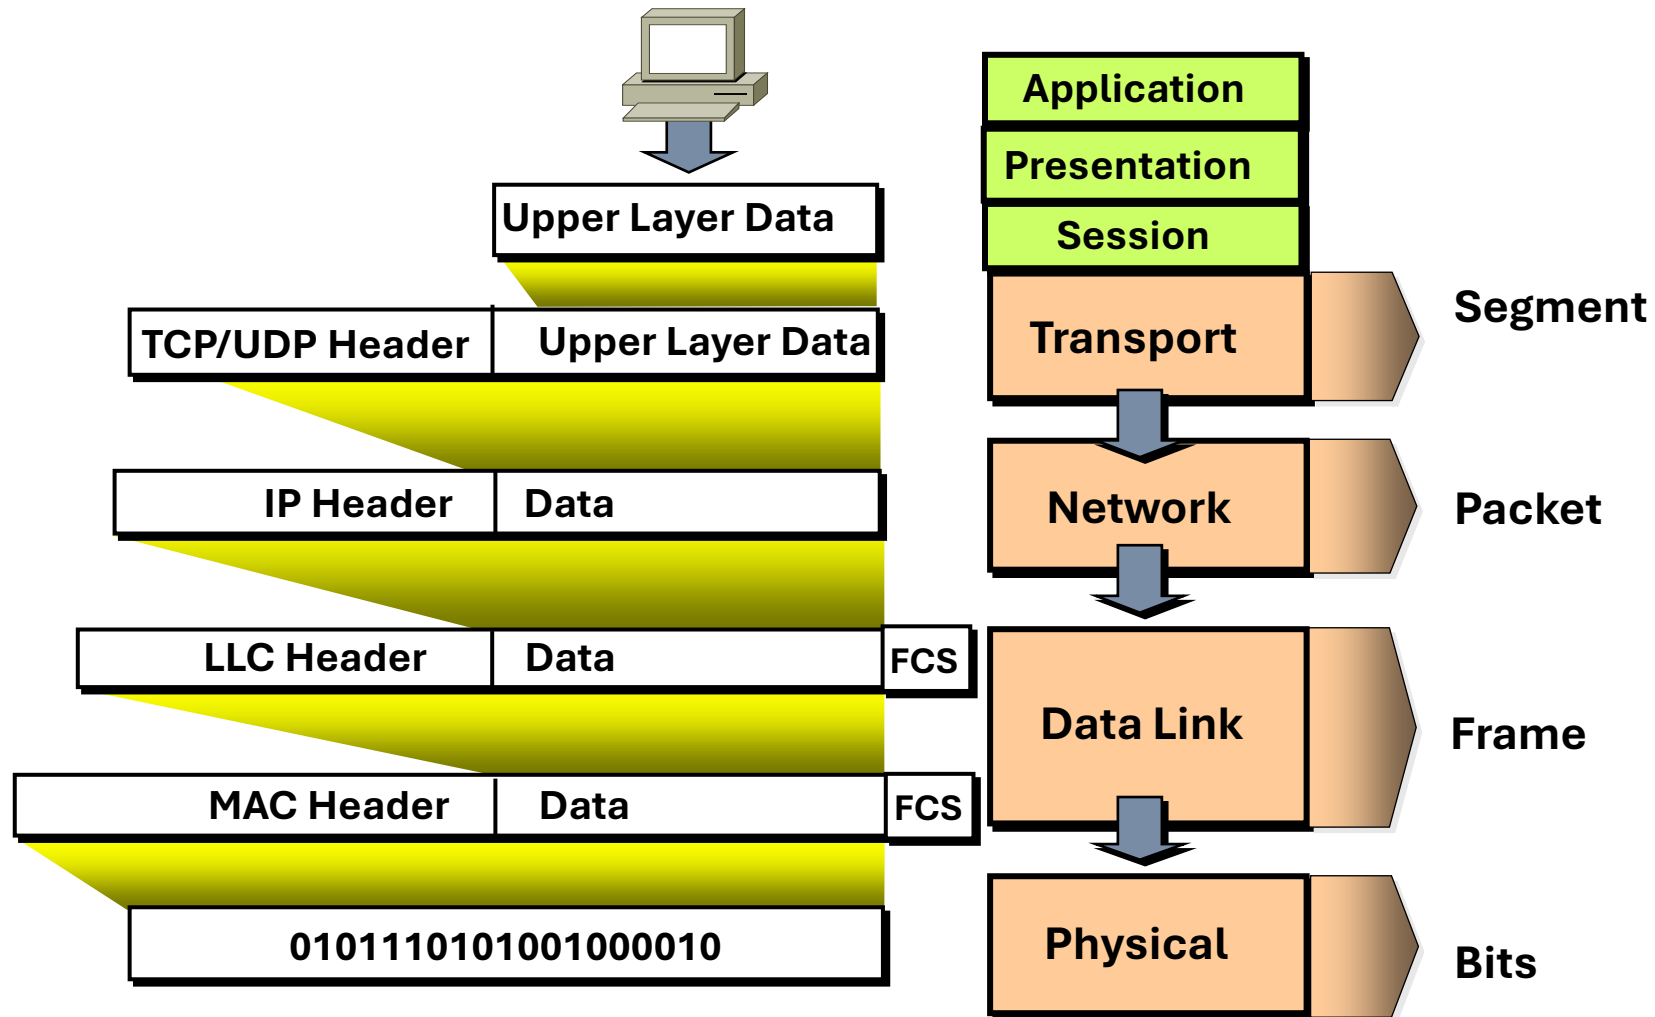 Application
Presentation
Upper Layer Data
Session
TCP/UDP Header Upper Layer Data
Transport
Segment
IP Header Data
Network
Packet
LLC Header Data FCS
Data Link
Frame
MAC Header Data FCS
0101110101001000010
Physical
Bits